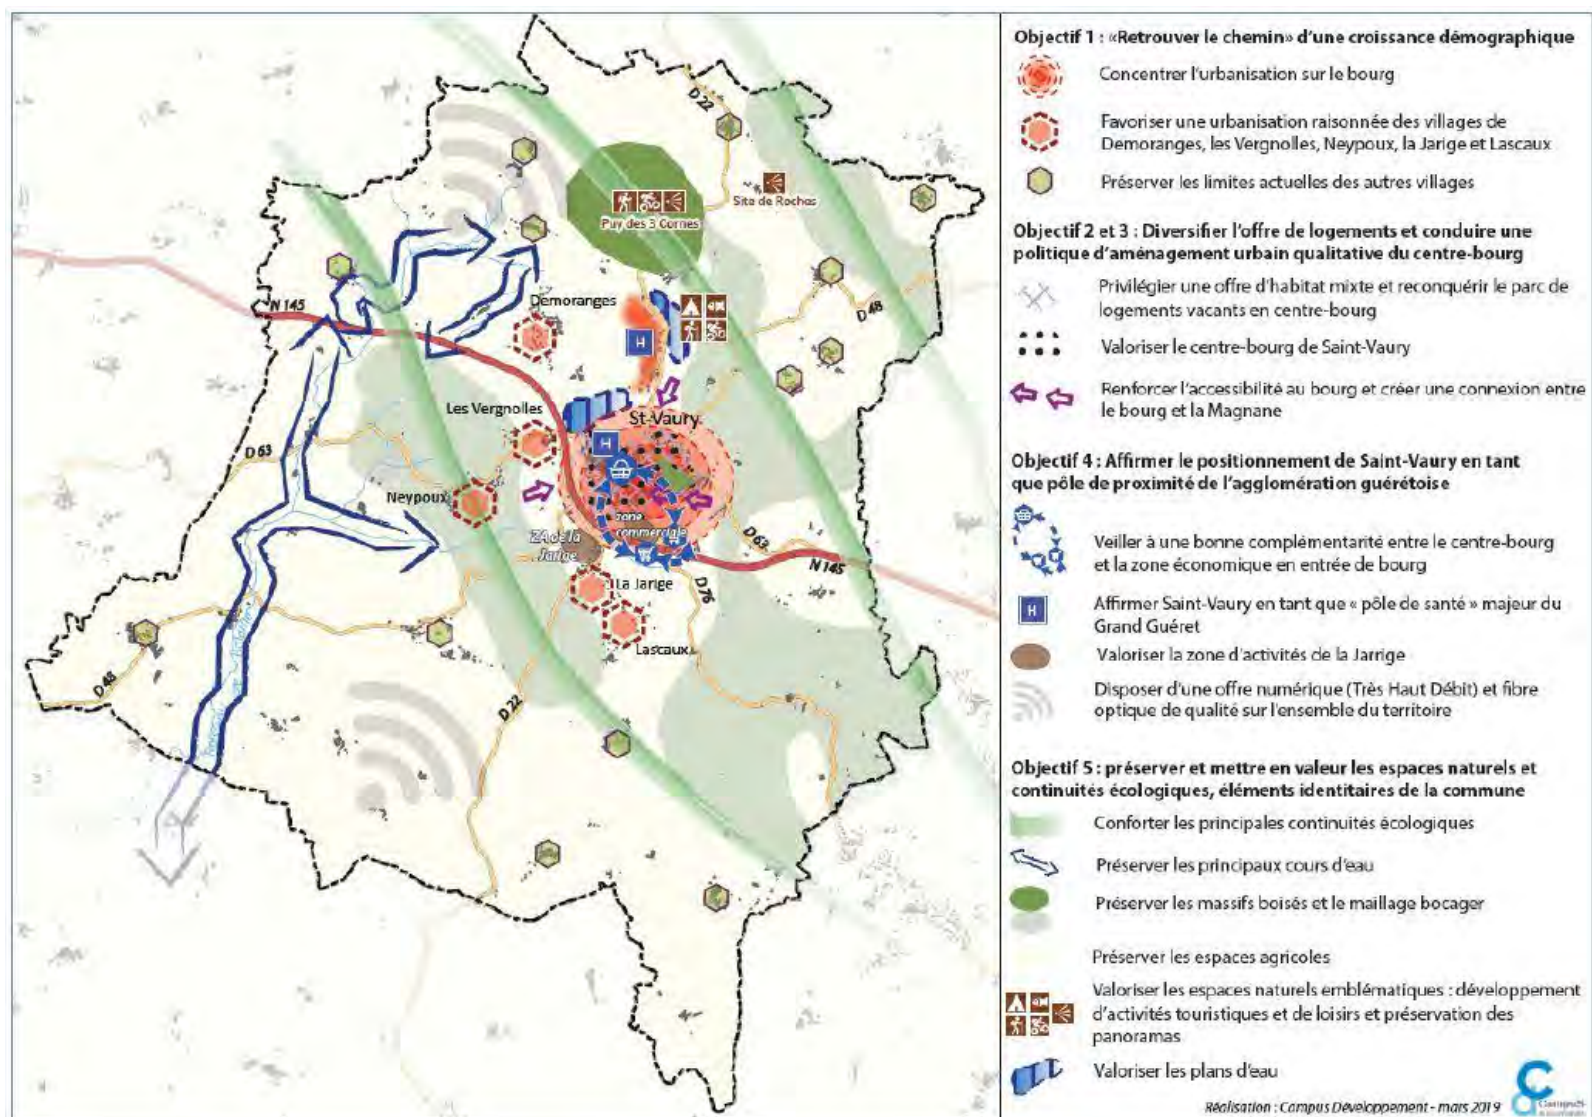 D 22
Site de Roches
Puy des 3 Cornes
N 145
Demoranges
D 48
Les Vergnolles
St-Vaury
D 63
Neypoux
zone
commerciale
ZA de la
Jarige
D 63
N 145
La Jarige
D 76
Lascaux
D 48
D 22
Objectif 1 : «Retrouver le chemin» d'une croissance démographique
Concentrer l'urbanisation sur le bourg
Favoriser une urbanisation raisonnée des villages de
Demoranges, les Vergnolles, Neypoux, la Jarige et Lascaux
Préserver les limites actuelles des autres villages
Objectif 2 et 3 : Diversifier l'offre de logements et conduire une
politique d'aménagement urbain qualitative du centre-bourg
Privilégier une offre d'habitat mixte et reconquérir le parc de
logements vacants en centre-bourg
Valoriser le centre-bourg de Saint-Vaury
Renforcer l'accessibilité au bourg et créer une connexion entre
le bourg et la Magnane
Objectif 4 : Affirmer le positionnement de Saint-Vaury en tant
que pôle de proximité de l'agglomération guérétoise
Veiller à une bonne complémentarité entre le centre-bourg
et la zone économique en entrée de bourg
H
Affirmer Saint-Vaury en tant que « pôle de santé » majeur du
Grand Guéret
Valoriser la zone d'activités de la Jarrige
Disposer d'une offre numérique (Très Haut Débit) et fibre
optique de qualité sur l'ensemble du territoire
Objectif 5 : préserver et mettre en valeur les espaces naturels et
continuités écologiques, éléments identitaires de la commune
Conforter les principales continuités écologiques
Préserver les principaux cours d'eau
Préserver les massifs boisés et le maillage bocager
Préserver les espaces agricoles
Valoriser les espaces naturels emblématiques : développement
d'activités touristiques et de loisirs et préservation des
panoramas
Valoriser les plans d'eau
Réalisation : Campus Développement - mars 2019